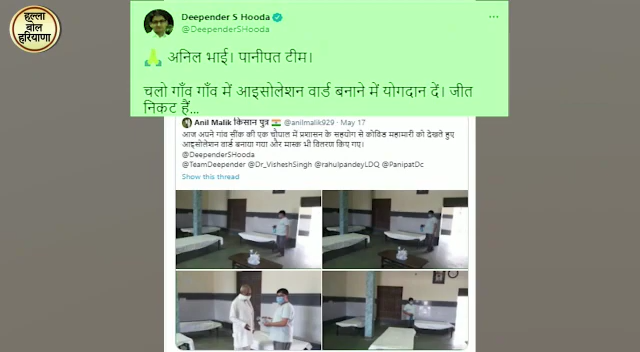 हल्ला
बोल
हरियाणा
Deepender S Hooda
@DeependerSHooda
🙏 अनिल भाई। पानीपत टीम।
चलो गाँव गाँव में आइसोलेशन वार्ड बनाने में योगदान दें। जीत
निकट हैं...
Anil Malik किसान पुत्र 🇮🇳 @anilmalik929 · May 17
आज अपने गांव सींक की एक चौपाल में प्रशासन के सहयोग से कोविड महामारी को देखते हुए
आइसोलेशन वार्ड बनाया गया और मास्क भी वितरण किए गए।
@DeependerSHooda
@TeamDeepender @Dr_VisheshSingh @rahulpandeyLDQ @PanipatDc
Show this thread